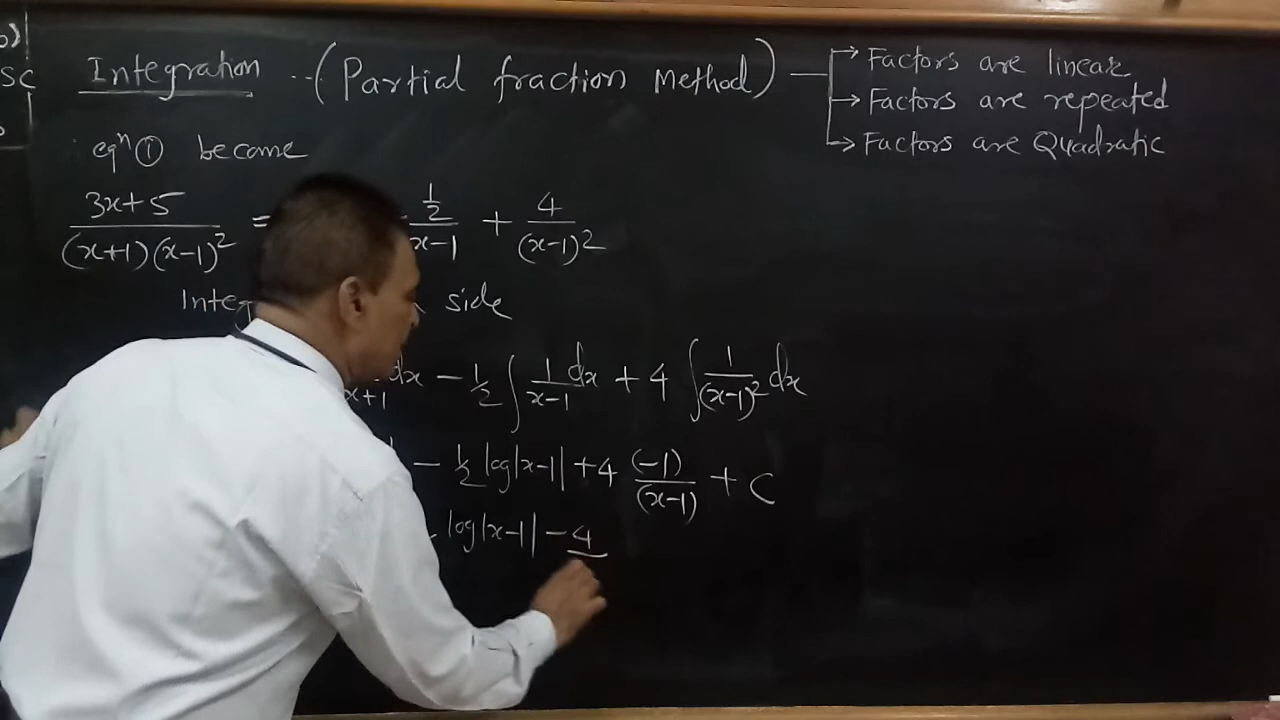 Integration -- (Partial fraction Method)
→ Factors are linear
→ Factors are repeated
→ Factors are Quadratic
SC
eqⁿ ① become
3x+5 / (x+1)(x-1)² = 1/2 / x-1 + 4 / (x-1)²
side
x+1 dx - 1/2 ∫ 1/(x-1) dx + 4 ∫ 1/(x-1)² dx
- 1/2 log|x-1| + 4 (-1)/(x-1) + C
log|x-1| - 4